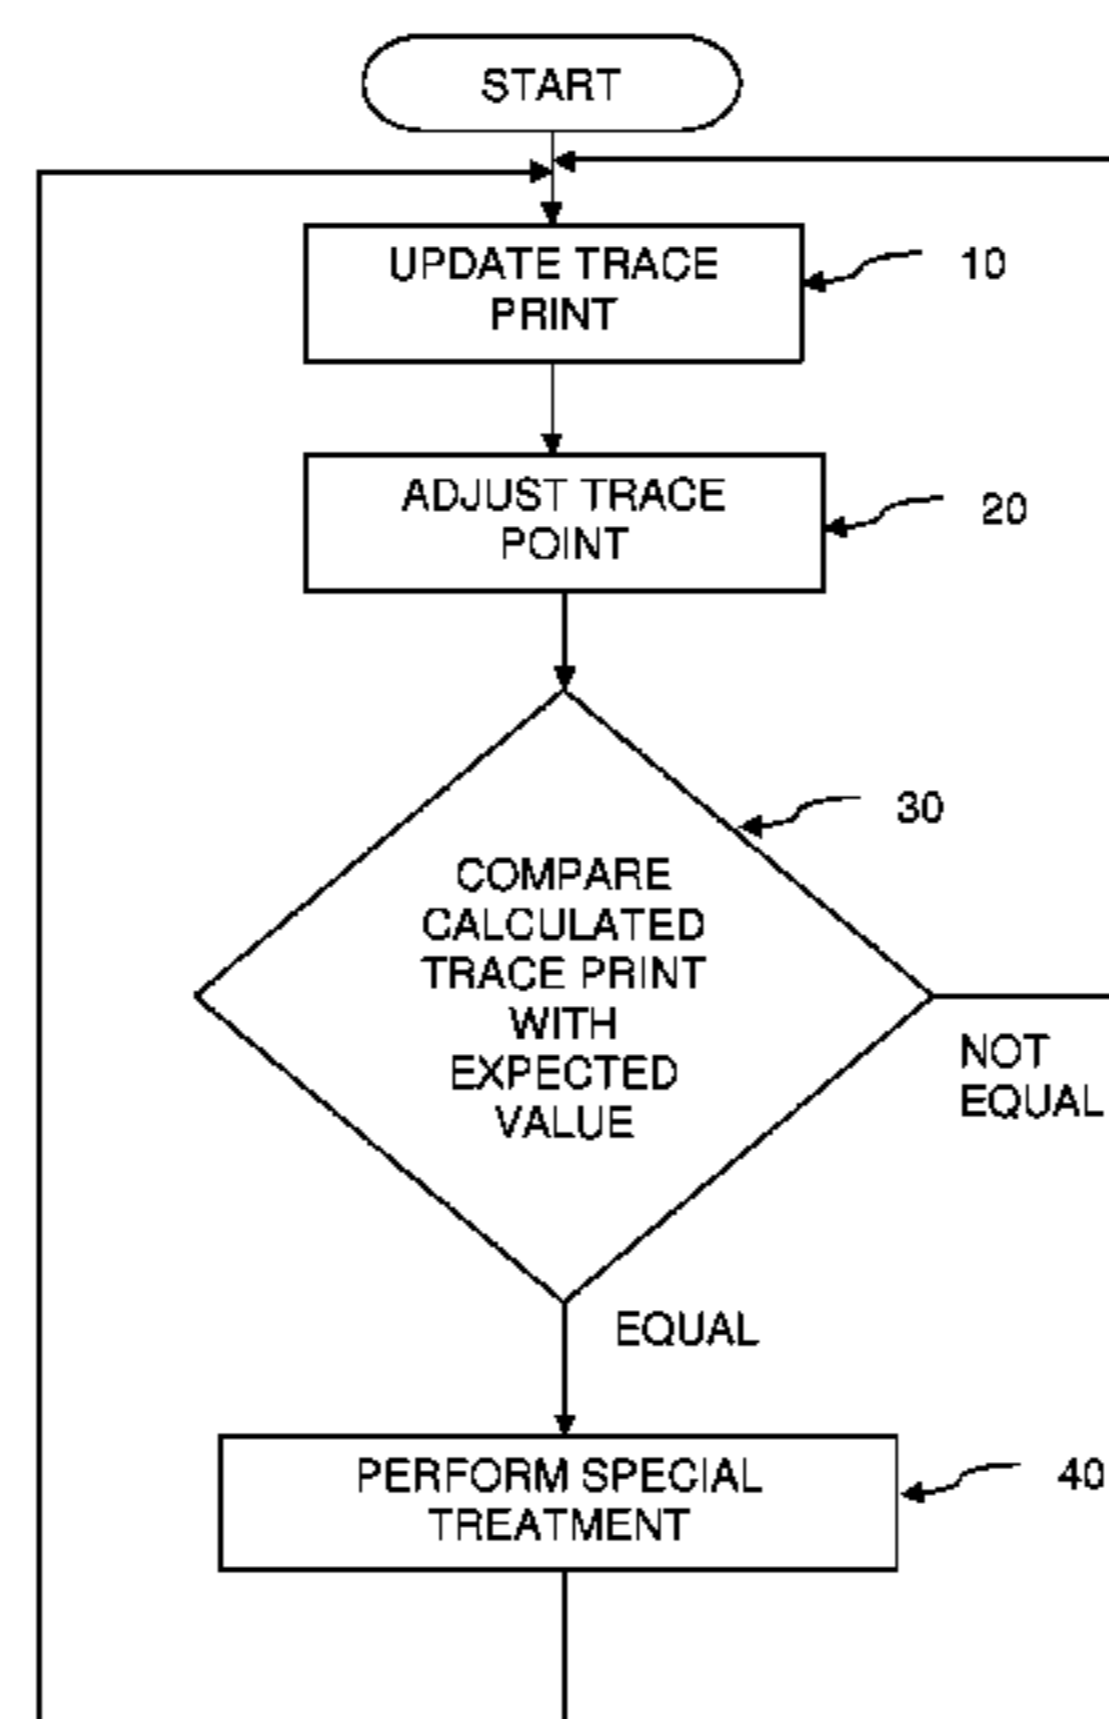 START
UPDATE TRACE
PRINT
10
ADJUST TRACE
POINT
20
30
COMPARE
CALCULATED
TRACE PRINT
WITH
EXPECTED
VALUE
NOT
EQUAL
EQUAL
PERFORM SPECIAL
TREATMENT
40